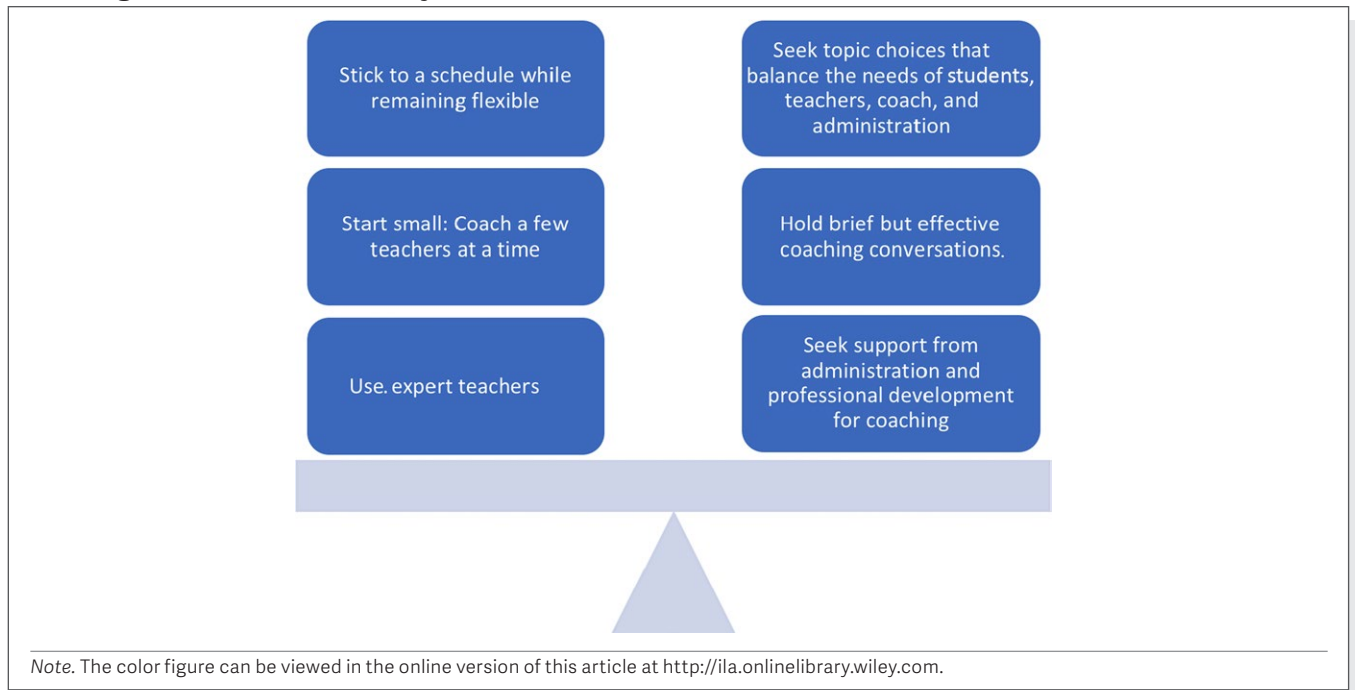 Stick to a schedule while
remaining flexible
Seek topic choices that
balance the needs of students,
teachers, coach, and
administration
Start small: Coach a few
teachers at a time
Hold brief but effective
coaching conversations.
Use. expert teachers
Seek support from
administration and
professional development
for coaching
Note. The color figure can be viewed in the online version of this article at http://ila.onlinelibrary.wiley.com.